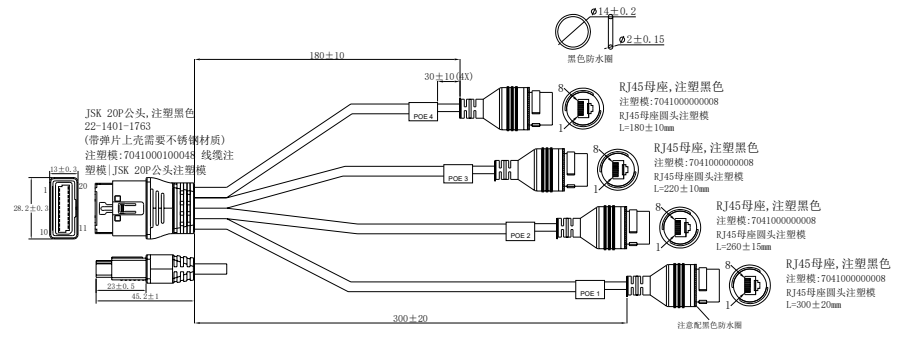 ϕ14±0.2
ϕ2±0.15
黑色防水圈
180±10
30±10(4X)
POE 4
8
1
RJ45母座,注塑黑色
注塑模:7041000000008
RJ45母座圆头注塑模
L=180±10mm
JSK 20P公头,注塑黑色
22-1401-1763
(带弹片上壳需要不锈钢材质)
注塑模:7041000100048 线缆注
塑模|JSK 20P公头注塑模
POE 3
8
1
RJ45母座,注塑黑色
注塑模:7041000000008
RJ45母座圆头注塑模
L=220±10mm
13±0.3
1
20
28.2±0.3
10
11
POE 2
8
1
RJ45母座,注塑黑色
注塑模:7041000000008
RJ45母座圆头注塑模
L=260±15mm
23±0.5
45.2±1
POE 1
8
1
RJ45母座,注塑黑色
注塑模:7041000000008
RJ45母座圆头注塑模
L=300±20mm
300±20
注意配黑色防水圈